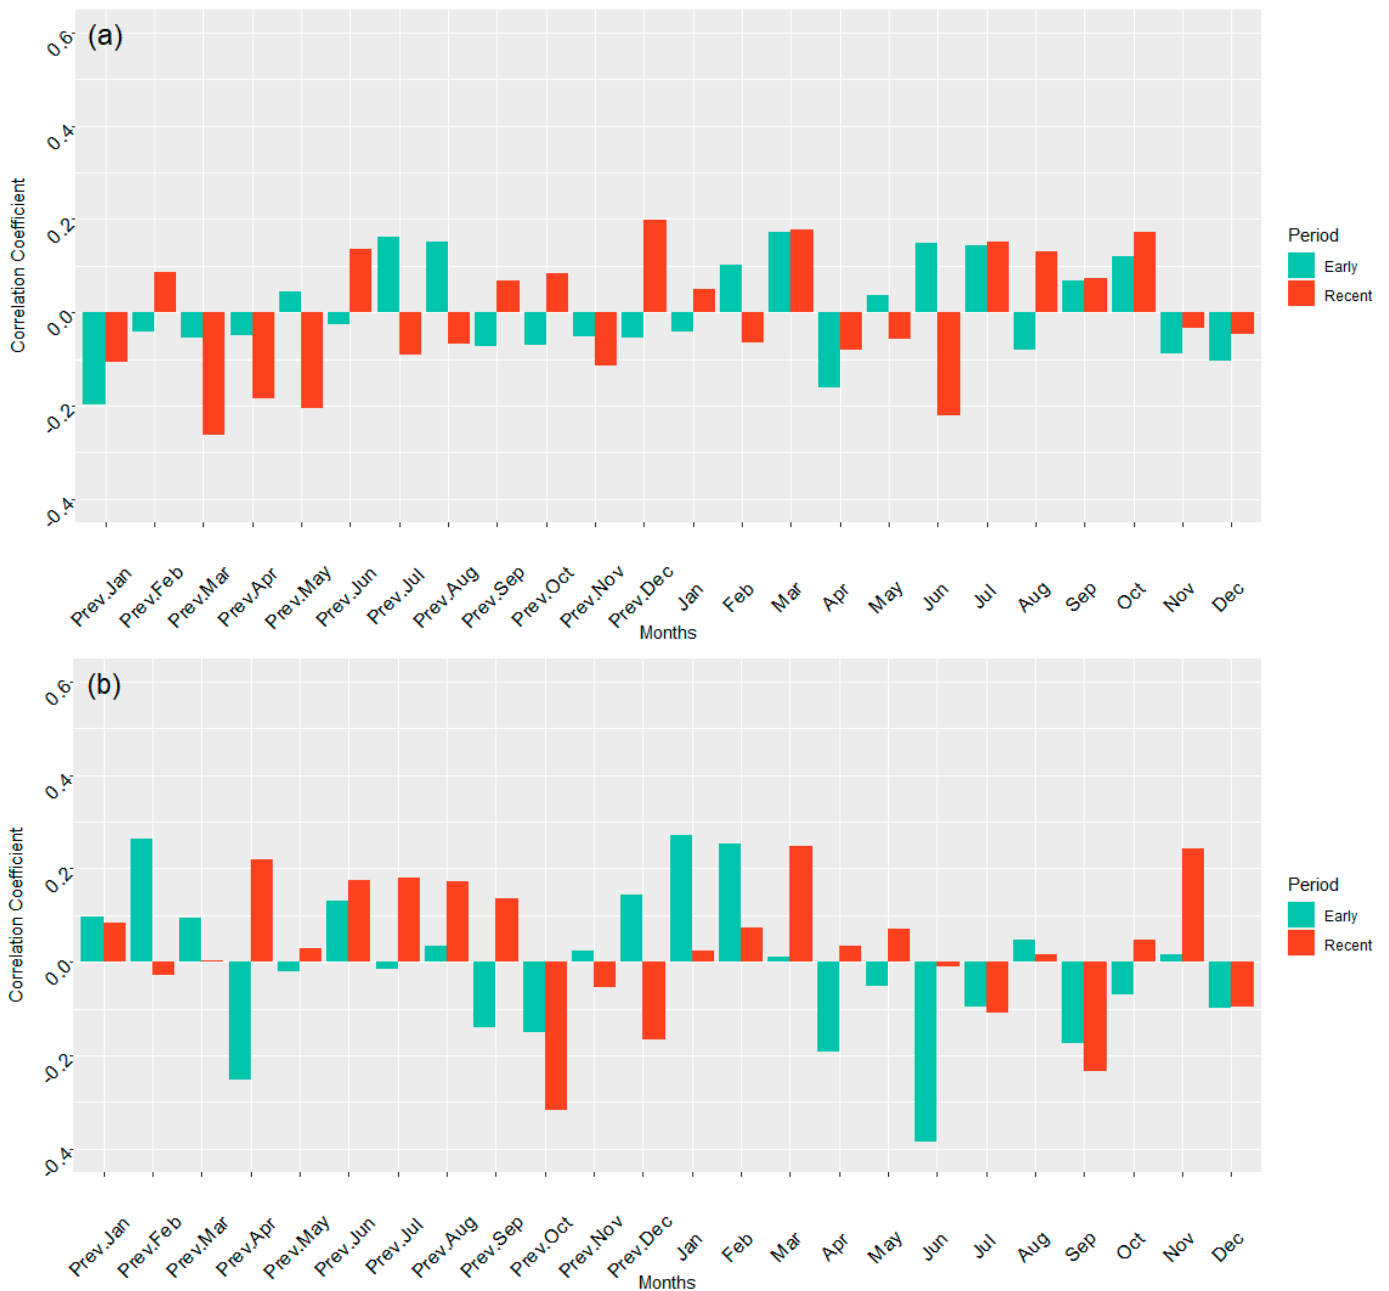 (a)
0.6
0.4
0.2
0.0
-0.2
-0.4
Correlation Coefficient
Prev.Jan
Prev.Feb
Prev.Mar
Prev.Apr
Prev.May
Prev.Jun
Prev.Jul
Prev.Aug
Prev.Sep
Prev.Oct
Prev.Nov
Prev.Dec
Jan
Feb
Mar
Apr
May
Jun
Jul
Aug
Sep
Oct
Nov
Dec
Months
Period
Early
Recent
(b)
0.6
0.4
0.2
0.0
-0.2
-0.4
Correlation Coefficient
Prev.Jan
Prev.Feb
Prev.Mar
Prev.Apr
Prev.May
Prev.Jun
Prev.Jul
Prev.Aug
Prev.Sep
Prev.Oct
Prev.Nov
Prev.Dec
Jan
Feb
Mar
Apr
May
Jun
Jul
Aug
Sep
Oct
Nov
Dec
Months
Period
Early
Recent